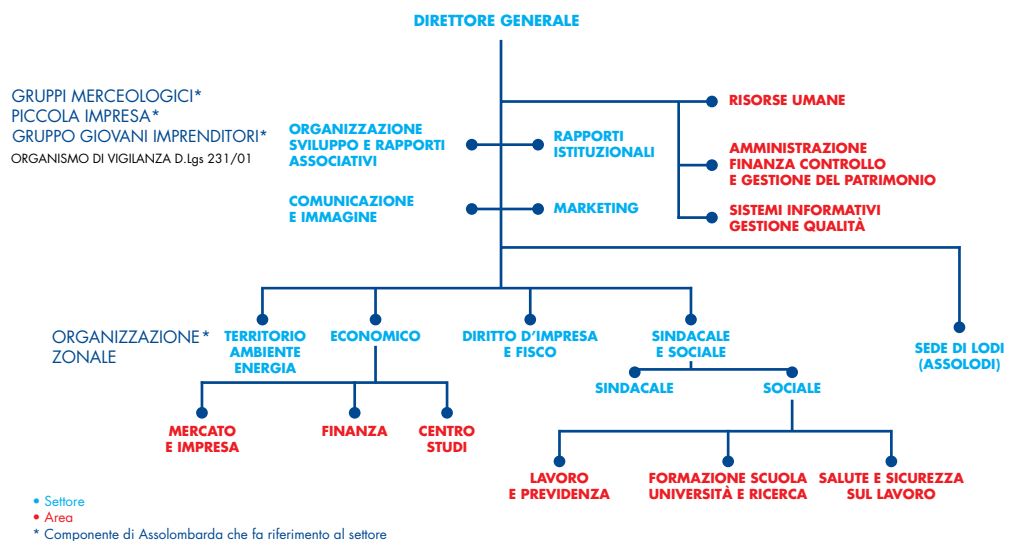 DIRETTORE GENERALE
GRUPPI MERCEOLOGICI*
PICCOLA IMPRESA*
GRUPPO GIOVANI IMPRENDITORI*
ORGANISMO DI VIGILANZA D.Lgs 231/01
ORGANIZZAZIONE
SVILUPPO E RAPPORTI
ASSOCIATIVI
RAPPORTI
ISTITUZIONALI
COMUNICAZIONE
E IMMAGINE
MARKETING
RISORSE UMANE
AMMINISTRAZIONE
FINANZA CONTROLLO
E GESTIONE DEL PATRIMONIO
SISTEMI INFORMATIVI
GESTIONE QUALITÀ
ORGANIZZAZIONE*
ZONALE
TERRITORIO
AMBIENTE
ENERGIA
ECONOMICO
DIRITTO D'IMPRESA
E FISCO
SINDACALE
E SOCIALE
SEDE DI LODI
(ASSOLODI)
SINDACALE
SOCIALE
MERCATO
E IMPRESA
FINANZA
CENTRO
STUDI
LAVORO
E PREVIDENZA
FORMAZIONE SCUOLA
UNIVERSITÀ E RICERCA
SALUTE E SICUREZZA
SUL LAVORO
• Settore
• Area
* Componente di Assolombarda che fa riferimento al settore